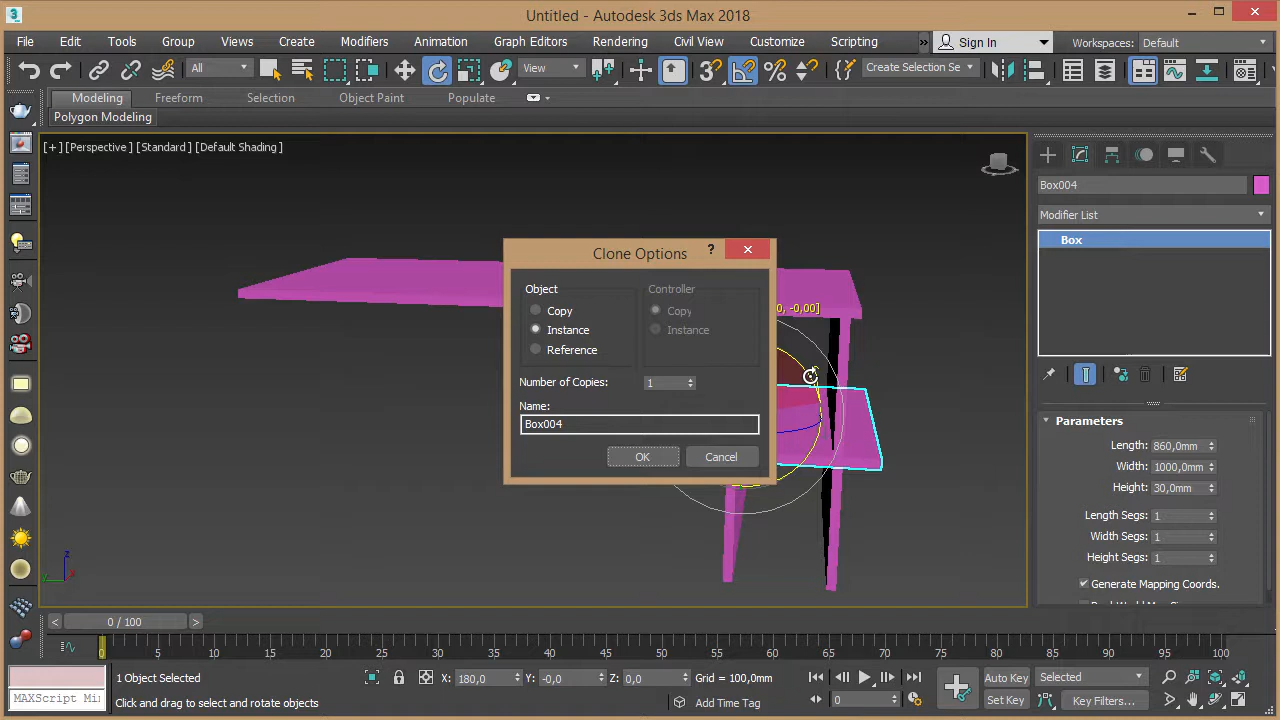 Untitled - Autodesk 3ds Max 2018
File Edit Tools Group Views Create Modifiers Animation Graph Editors Rendering Civil View Customize Scripting » Sign In Workspaces: Default
All View Create Selection Se
Modeling Freeform Selection Object Paint Populate
Polygon Modeling
[+] [Perspective ] [Standard ] [Default Shading ]
Box004
Modifier List
Box
Clone Options ?
Object Controller
Copy Copy
Instance Instance
Reference
Number of Copies: 1
Name:
Box004
OK Cancel
0, -0,00]
Parameters
Length: 860,0mm
Width: 1000,0mm
Height: 30,0mm
Length Segs: 1
Width Segs: 1
Height Segs: 1
Generate Mapping Coords.
z
x
< 0 / 100 >
0 5 10 15 20 25 30 35 40 45 50 55 60 65 70 75 80 85 90 95 100
1 Object Selected X: 180,0 Y: -0,0 Z: 0,0 Grid = 100,0mm Auto Key Selected
MAXScript Mi Click and drag to select and rotate objects Add Time Tag 0 Set Key Key Filters...